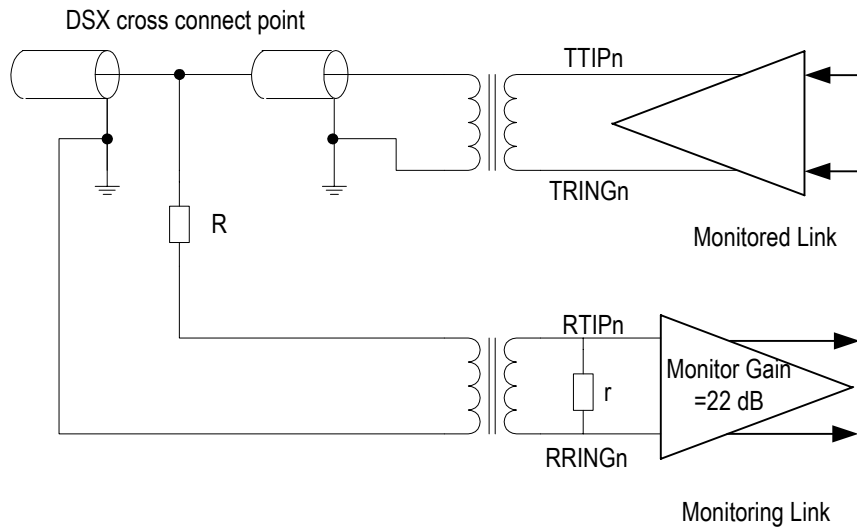 DSX cross connect point
TTIPn
TRINGn
R
Monitored Link
RTIPn
Monitor Gain
=22 dB
r
RRINGn
Monitoring Link